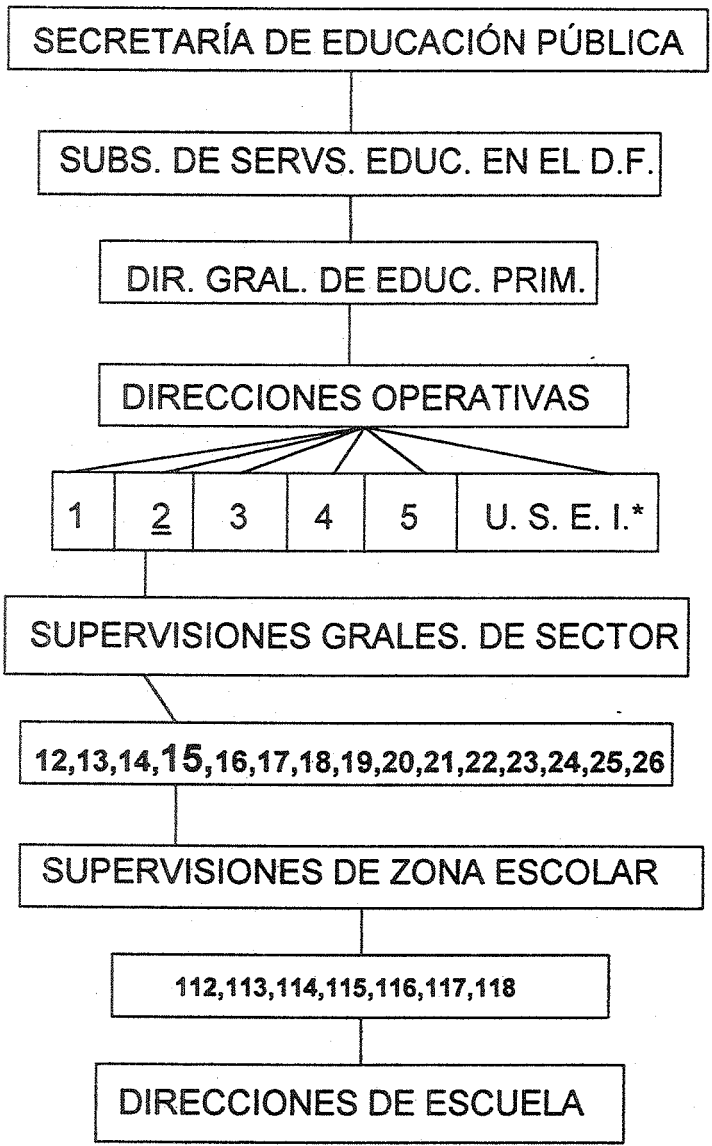 SECRETARÍA DE EDUCACIÓN PÚBLICA
SUBS. DE SERVS. EDUC. EN EL D.F.
DIR. GRAL. DE EDUC. PRIM.
DIRECCIONES OPERATIVAS
1 2 3 4 5 U. S. E. I.*
SUPERVISIONES GRALES. DE SECTOR
12,13,14,15,16,17,18,19,20,21,22,23,24,25,26
SUPERVISIONES DE ZONA ESCOLAR
112,113,114,115,116,117,118
DIRECCIONES DE ESCUELA